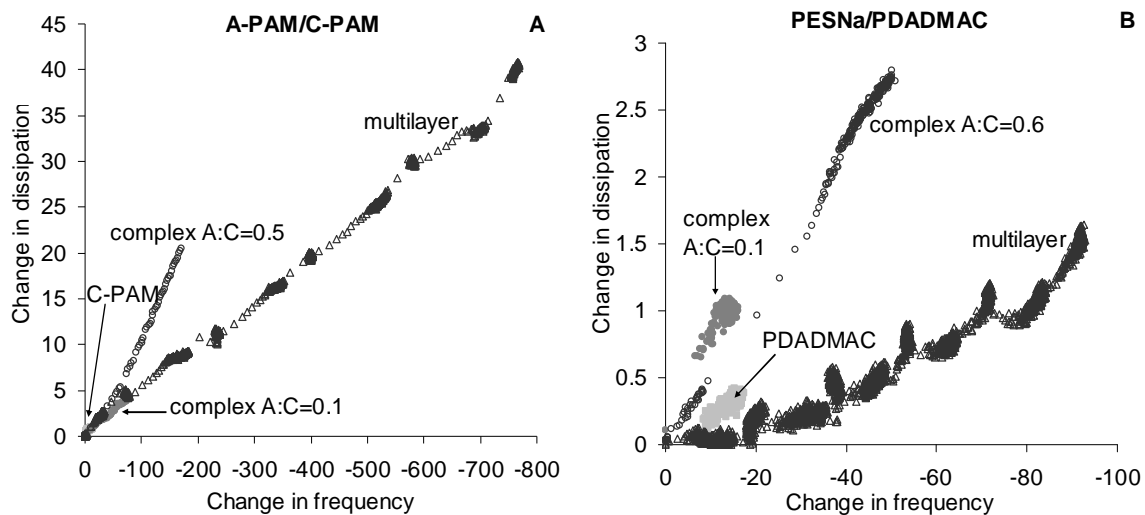 A-PAM/C-PAM
A
45
40
35
30
25
20
15
10
5
0
Change in dissipation
multilayer
complex A:C=0.5
C-PAM
complex A:C=0.1
0
-100
-200
-300
-400
-500
-600
-700
-800
Change in frequency
PESNa/PDADMAC
B
3
2.5
2
1.5
1
0.5
0
Change in dissipation
complex A:C=0.6
complex
A:C=0.1
multilayer
PDADMAC
0
-20
-40
-60
-80
-100
Change in frequency